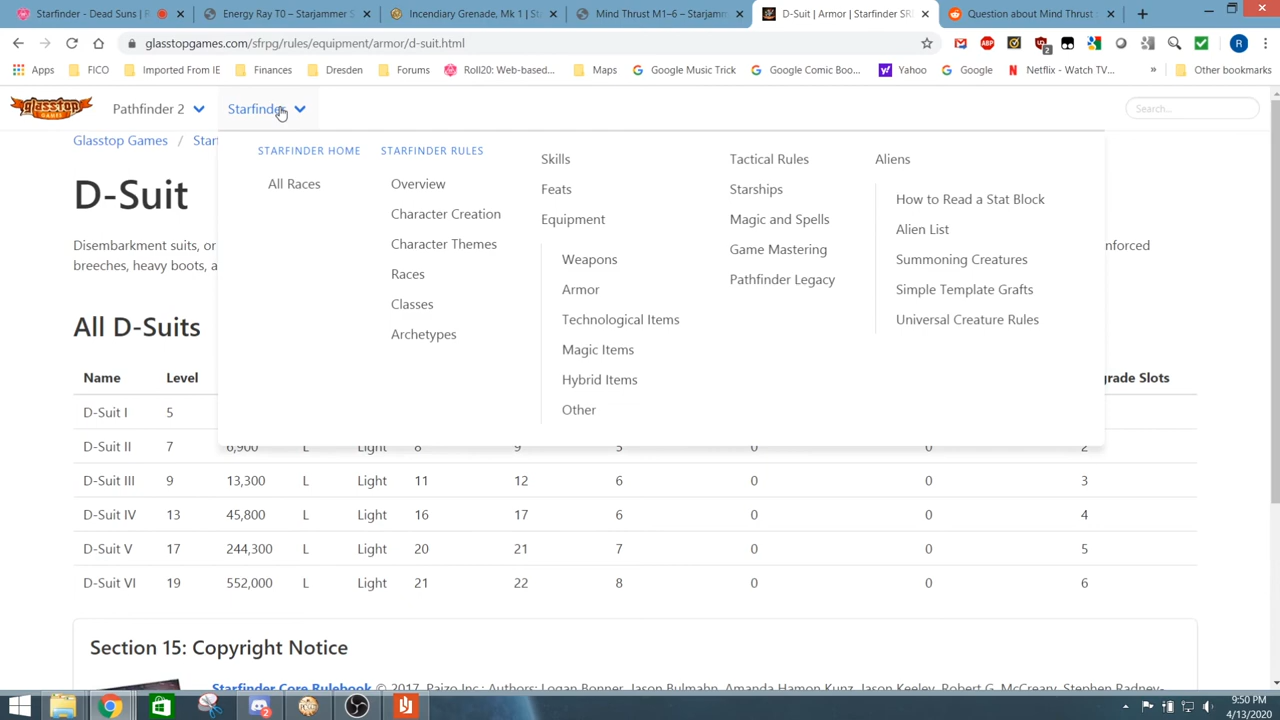 Starfinder - Dead Suns | R
Energy Ray T0 – Starjammer S
Incendiary Grenade, Mk 1 | St
Mind Thrust M1–6 – Starjamm
D-Suit | Armor | Starfinder SR
Question about Mind Thrust
glasstopgames.com/sfrpg/rules/equipment/armor/d-suit.html
2
R
Apps
FICO
Imported From IE
Finances
Dresden
Forums
Roll20: Web-based...
Maps
Google Music Trick
Google Comic Boo...
Yahoo
Google
Netflix - Watch TV...
»
Other bookmarks
glasstop
GAMES
Pathfinder 2
Starfinder
Search...
Glasstop Games / Star
D-Suit
Disembarkment suits, or
nforced
breeches, heavy boots, a
STARFINDER HOME
All Races
STARFINDER RULES
Overview
Character Creation
Character Themes
Races
Classes
Archetypes
Skills
Feats
Equipment
Weapons
Armor
Technological Items
Magic Items
Hybrid Items
Other
Tactical Rules
Starships
Magic and Spells
Game Mastering
Pathfinder Legacy
Aliens
How to Read a Stat Block
Alien List
Summoning Creatures
Simple Template Grafts
Universal Creature Rules
All D-Suits
Name Level grade Slots
D-Suit I 5
D-Suit II 7 6,900 L Light 8 9 5 0 0 2
D-Suit III 9 13,300 L Light 11 12 6 0 0 3
D-Suit IV 13 45,800 L Light 16 17 6 0 0 4
D-Suit V 17 244,300 L Light 20 21 7 0 0 5
D-Suit VI 19 552,000 L Light 21 22 8 0 0 6
Section 15: Copyright Notice
Starfinder Core Rulebook © 2017, Paizo Inc.; Authors: Logan Bonner, Jason Bulmahn, Amanda Hamon Kunz, Jason Keeley, Robert G. McCreary, Stephen Radney-
9:50 PM
4/13/2020